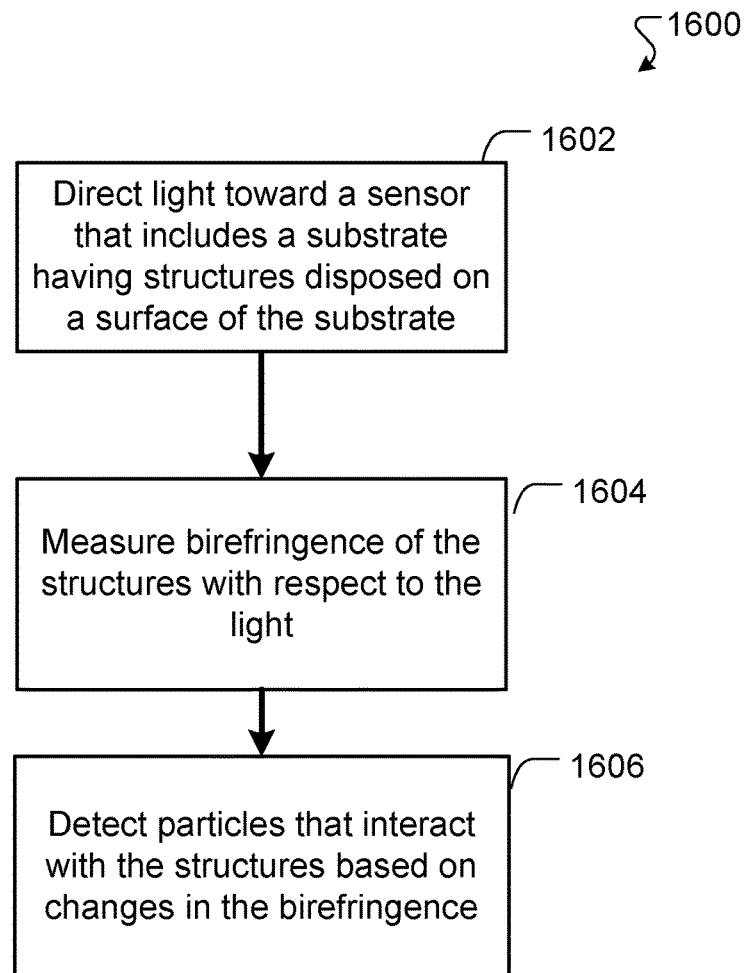 1600
1602
Direct light toward a sensor
that includes a substrate
having structures disposed on
a surface of the substrate
1604
Measure birefringence of the
structures with respect to the
light
1606
Detect particles that interact
with the structures based on
changes in the birefringence